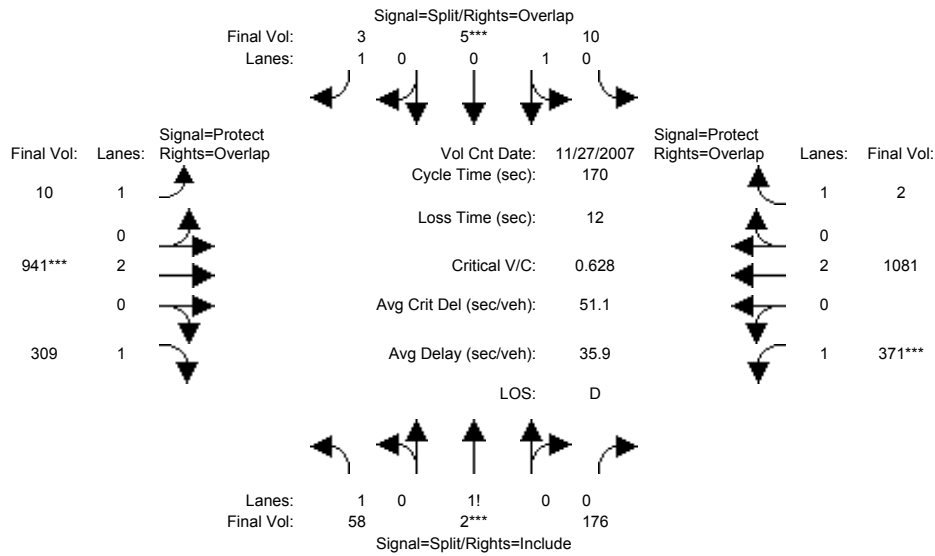 Signal=Split/Rights=Overlap
Final Vol: 3 5*** 10
Lanes: 1 0 0 1 0
Signal=Protect Signal=Protect
Final Vol: Lanes: Rights=Overlap Vol Cnt Date: 11/27/2007 Rights=Overlap Lanes: Final Vol:
10 1 Cycle Time (sec): 170 1 2
0 Loss Time (sec): 12 0
941*** 2 Critical V/C: 0.628 2 1081
0 Avg Crit Del (sec/veh): 51.1 0
309 1 Avg Delay (sec/veh): 35.9 1 371***
LOS: D
Lanes: 1 0 1! 0 0
Final Vol: 58 2*** 176
Signal=Split/Rights=Include